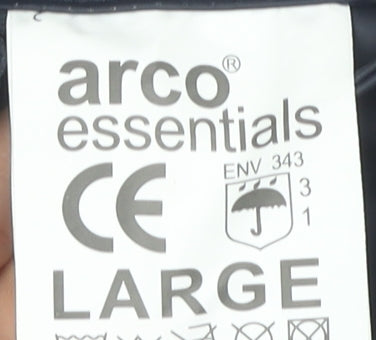 arco®
essentials
CE
ENV 343
3
1
LARGE